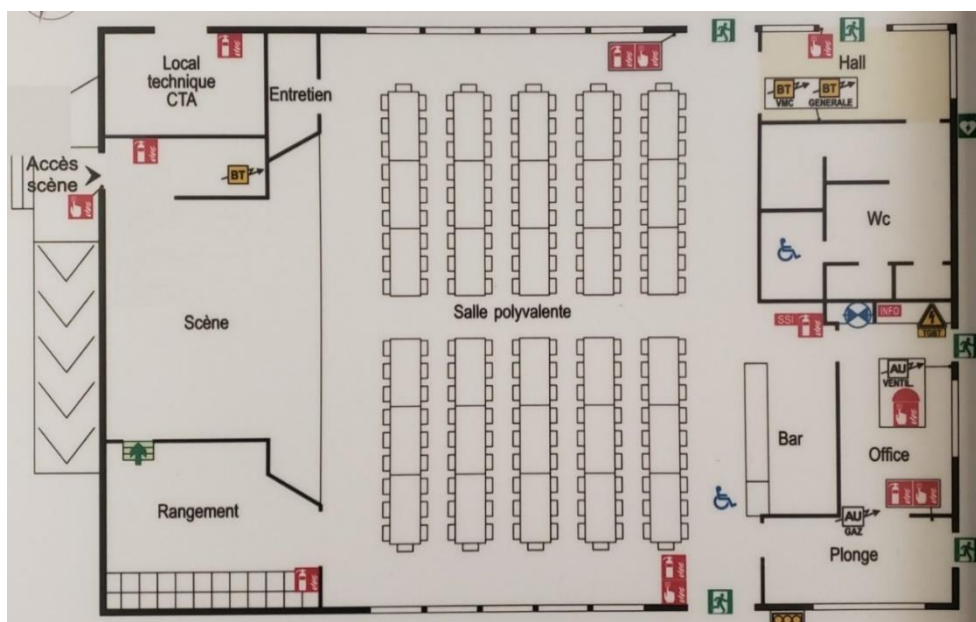 Local
technique
CTA
Entretien
Hall
BT
VMC
BT
GENERALE
Accès
scène
BT
Wc
Scène
Salle polyvalente
SSI
INFO
TGBT
AU
VENTIL.
Bar
Office
Rangement
AU
GAZ
Plonge